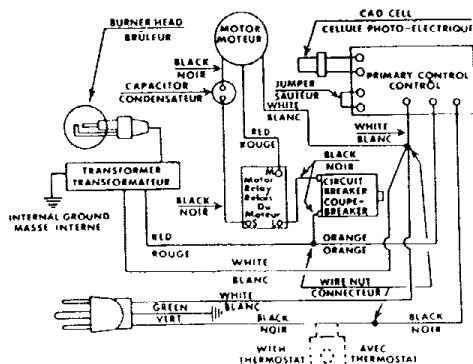 BURNER HEAD
BRÛLEUR
MOTOR
MOTEUR
CAD CELL
CELLULE PHOTO-ÉLECTRIQUE
BLACK
NOIR
CAPACITOR
CONDENSATEUR
JUMPER
SAUTEUR
PRIMARY CONTROL
CONTROL
WHITE
BLANC
WHITE
BLANC
RED
ROUGE
BLACK
NOIR
TRANSFORMER
TRANSFORMATEUR
M
Motor
Relay
Relais
Du
Moteur
S L
CIRCUIT
BREAKER
COUPE-
BREAKER
BLACK
NOIR
INTERNAL GROUND
MASSE INTERNE
RED
ROUGE
ORANGE
ORANGE
WHITE
BLANC
WIRE NUT
CONNECTEUR
WHITE
BLANC
GREEN
VERT
BLACK
NOIR
BLACK
NOIR
WITH
THERMOSTAT
AVEC
THERMOSTAT